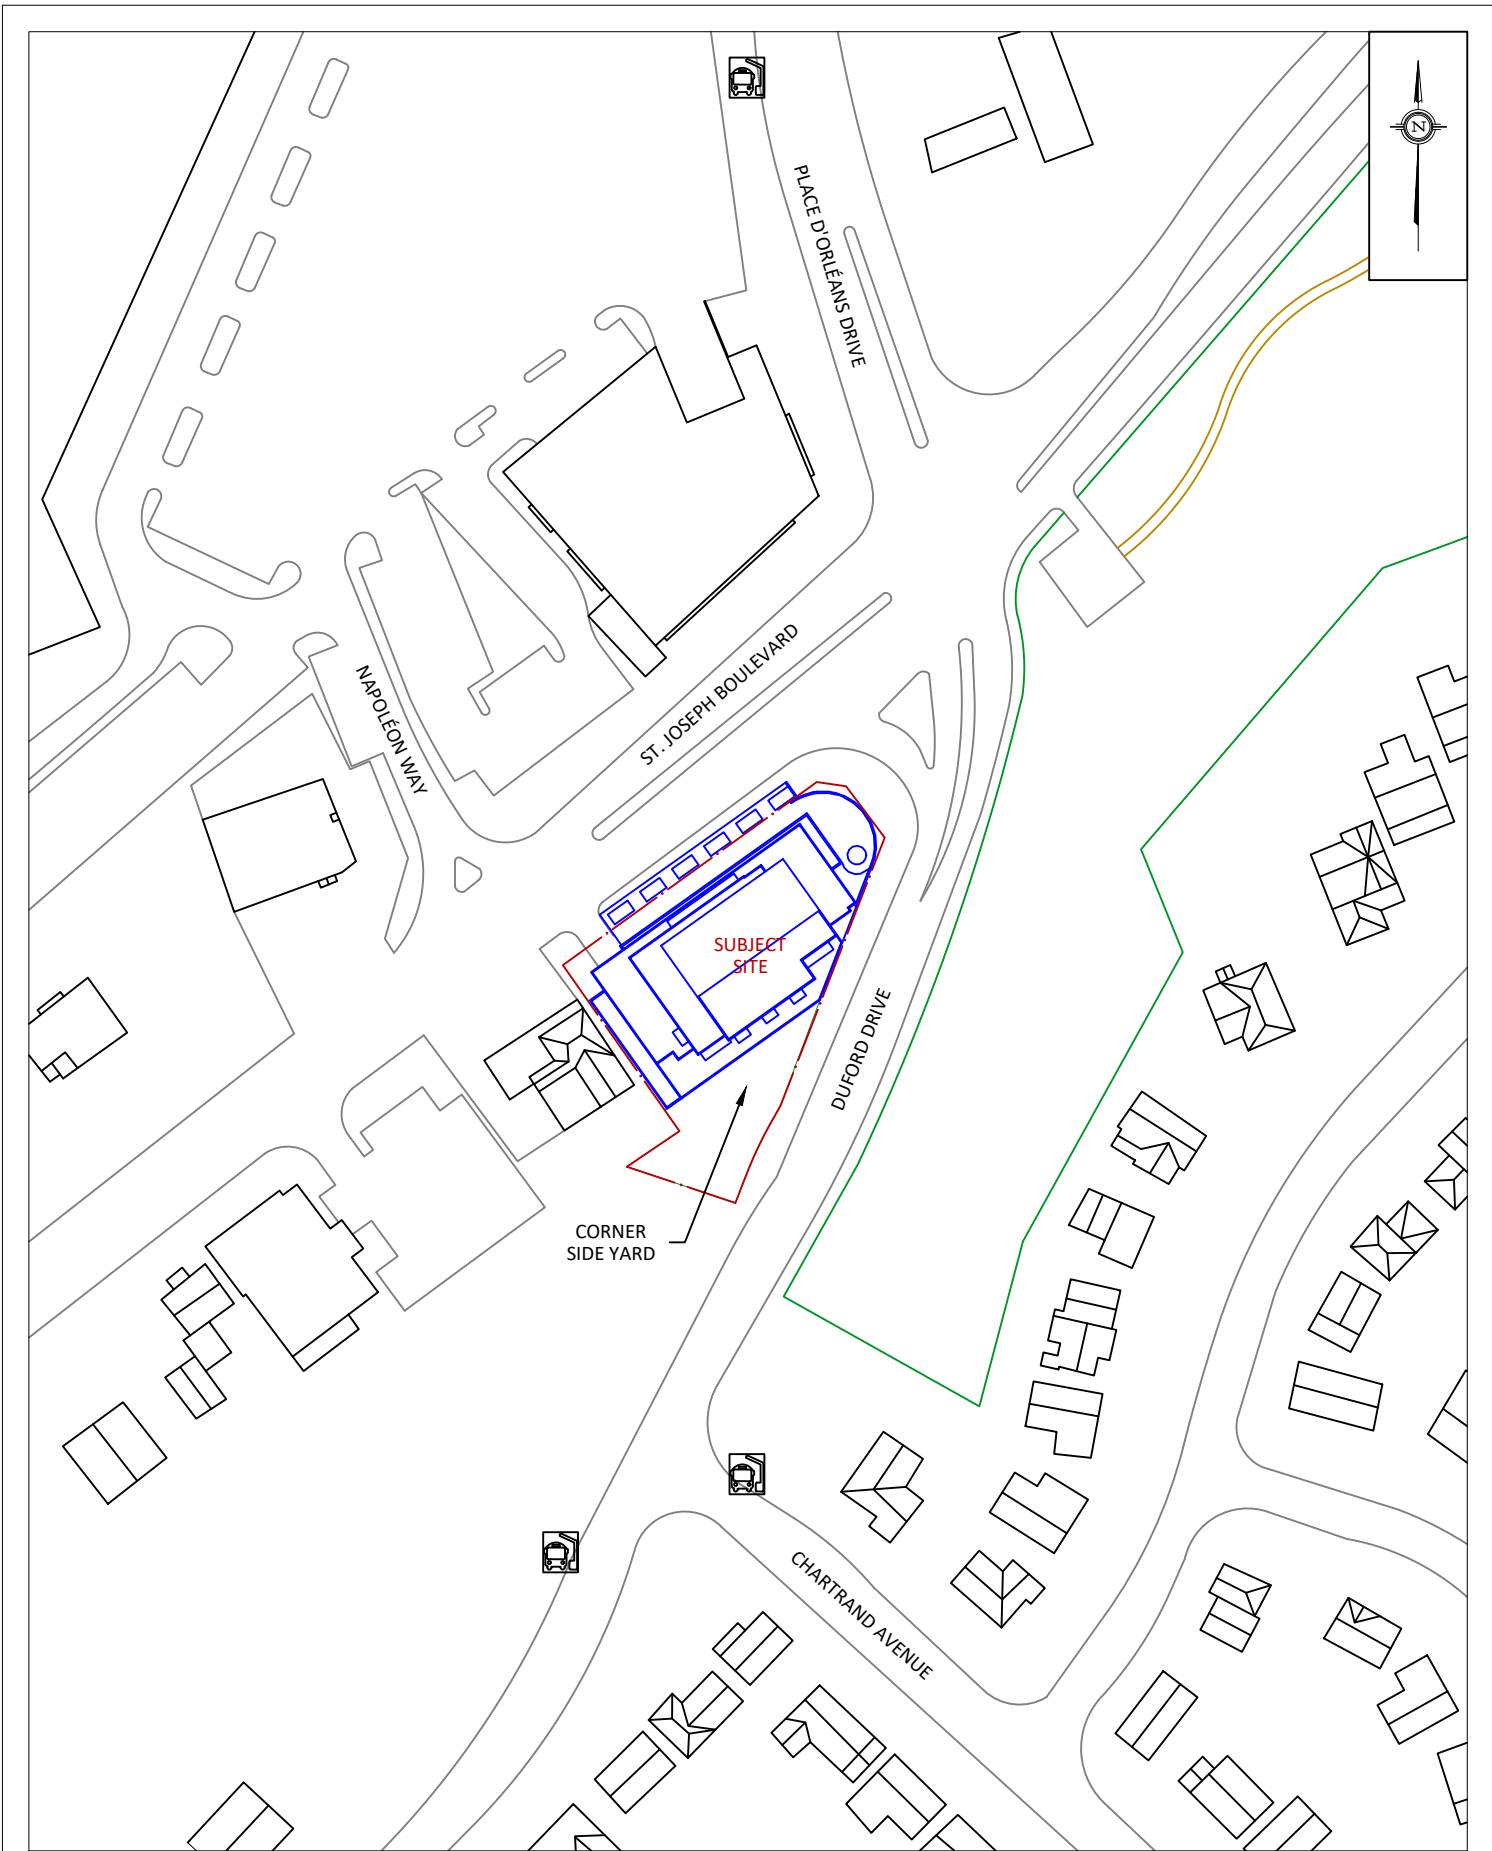 N
PLACE D'ORLÉANS DRIVE
NAPOLÉON WAY
ST. JOSEPH BOULEVARD
SUBJECT
SITE
DUFORD DRIVE
CORNER
SIDE YARD
CHARTRAND AVENUE